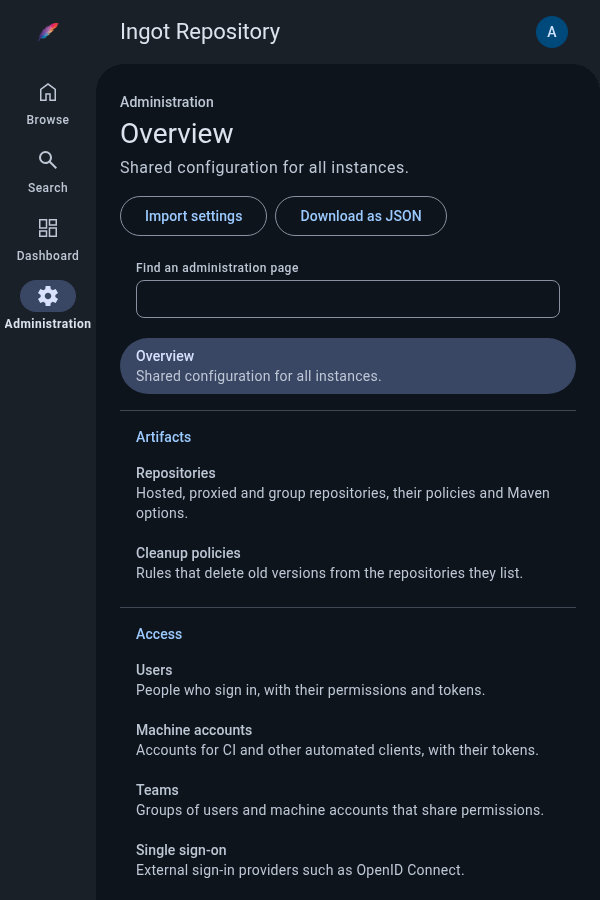 Ingot Repository
A
Browse
Search
Dashboard
Administration
Administration
Overview
Shared configuration for all instances.
Import settings
Download as JSON
Find an administration page
Overview
Shared configuration for all instances.
Artifacts
Repositories
Hosted, proxied and group repositories, their policies and Maven
options.
Cleanup policies
Rules that delete old versions from the repositories they list.
Access
Users
People who sign in, with their permissions and tokens.
Machine accounts
Accounts for CI and other automated clients, with their tokens.
Teams
Groups of users and machine accounts that share permissions.
Single sign-on
External sign-in providers such as OpenID Connect.